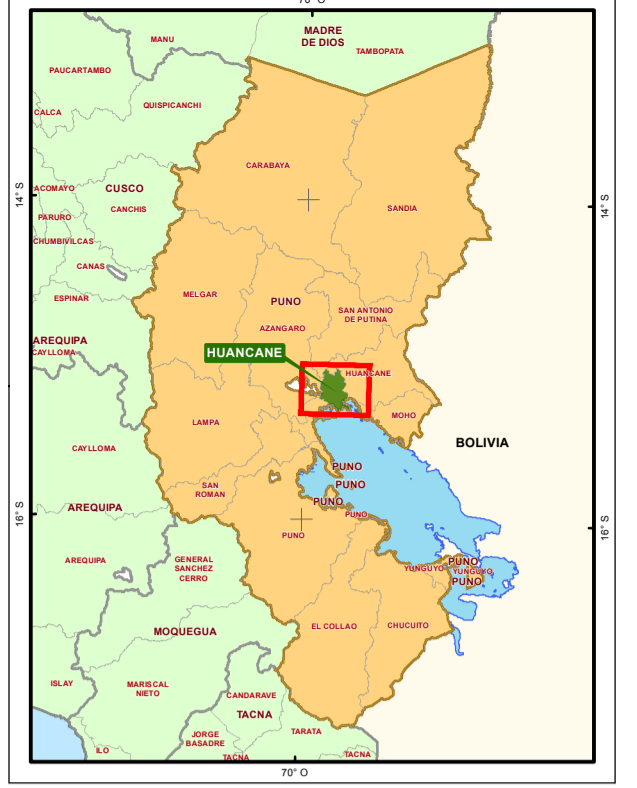 70° O
MADRE
DE DIOS
MANU
TAMBOPATA
PAUCARTAMBO
QUISPICANCHI
CALCA
CARABAYA
ACOMAYO
CUSCO
14° S
14° S
SANDIA
CANCHIS
PARURO
CHUMBIVILCAS
CANAS
ESPINAR
MELGAR
PUNO
SAN ANTONIO
DE PUTINA
AZANGARO
AREQUIPA
CAYLLOMA
HUANCANE
HUANCANE
MOHO
LAMPA
BOLIVIA
CAYLLOMA
PUNO
PUNO
SAN
ROMAN
PUNO
AREQUIPA
PUNO
16° S
16° S
PUNO
AREQUIPA
GENERAL
SANCHEZ
CERRO
PUNO
YUNGUYO
YUNGUYO
PUNO
EL COLLAO
CHUCUITO
MOQUEGUA
ISLAY
MARISCAL
NIETO
CANDARAVE
TACNA
JORGE
BASADRE
TARATA
ILO
TACNA
TACNA
70° O